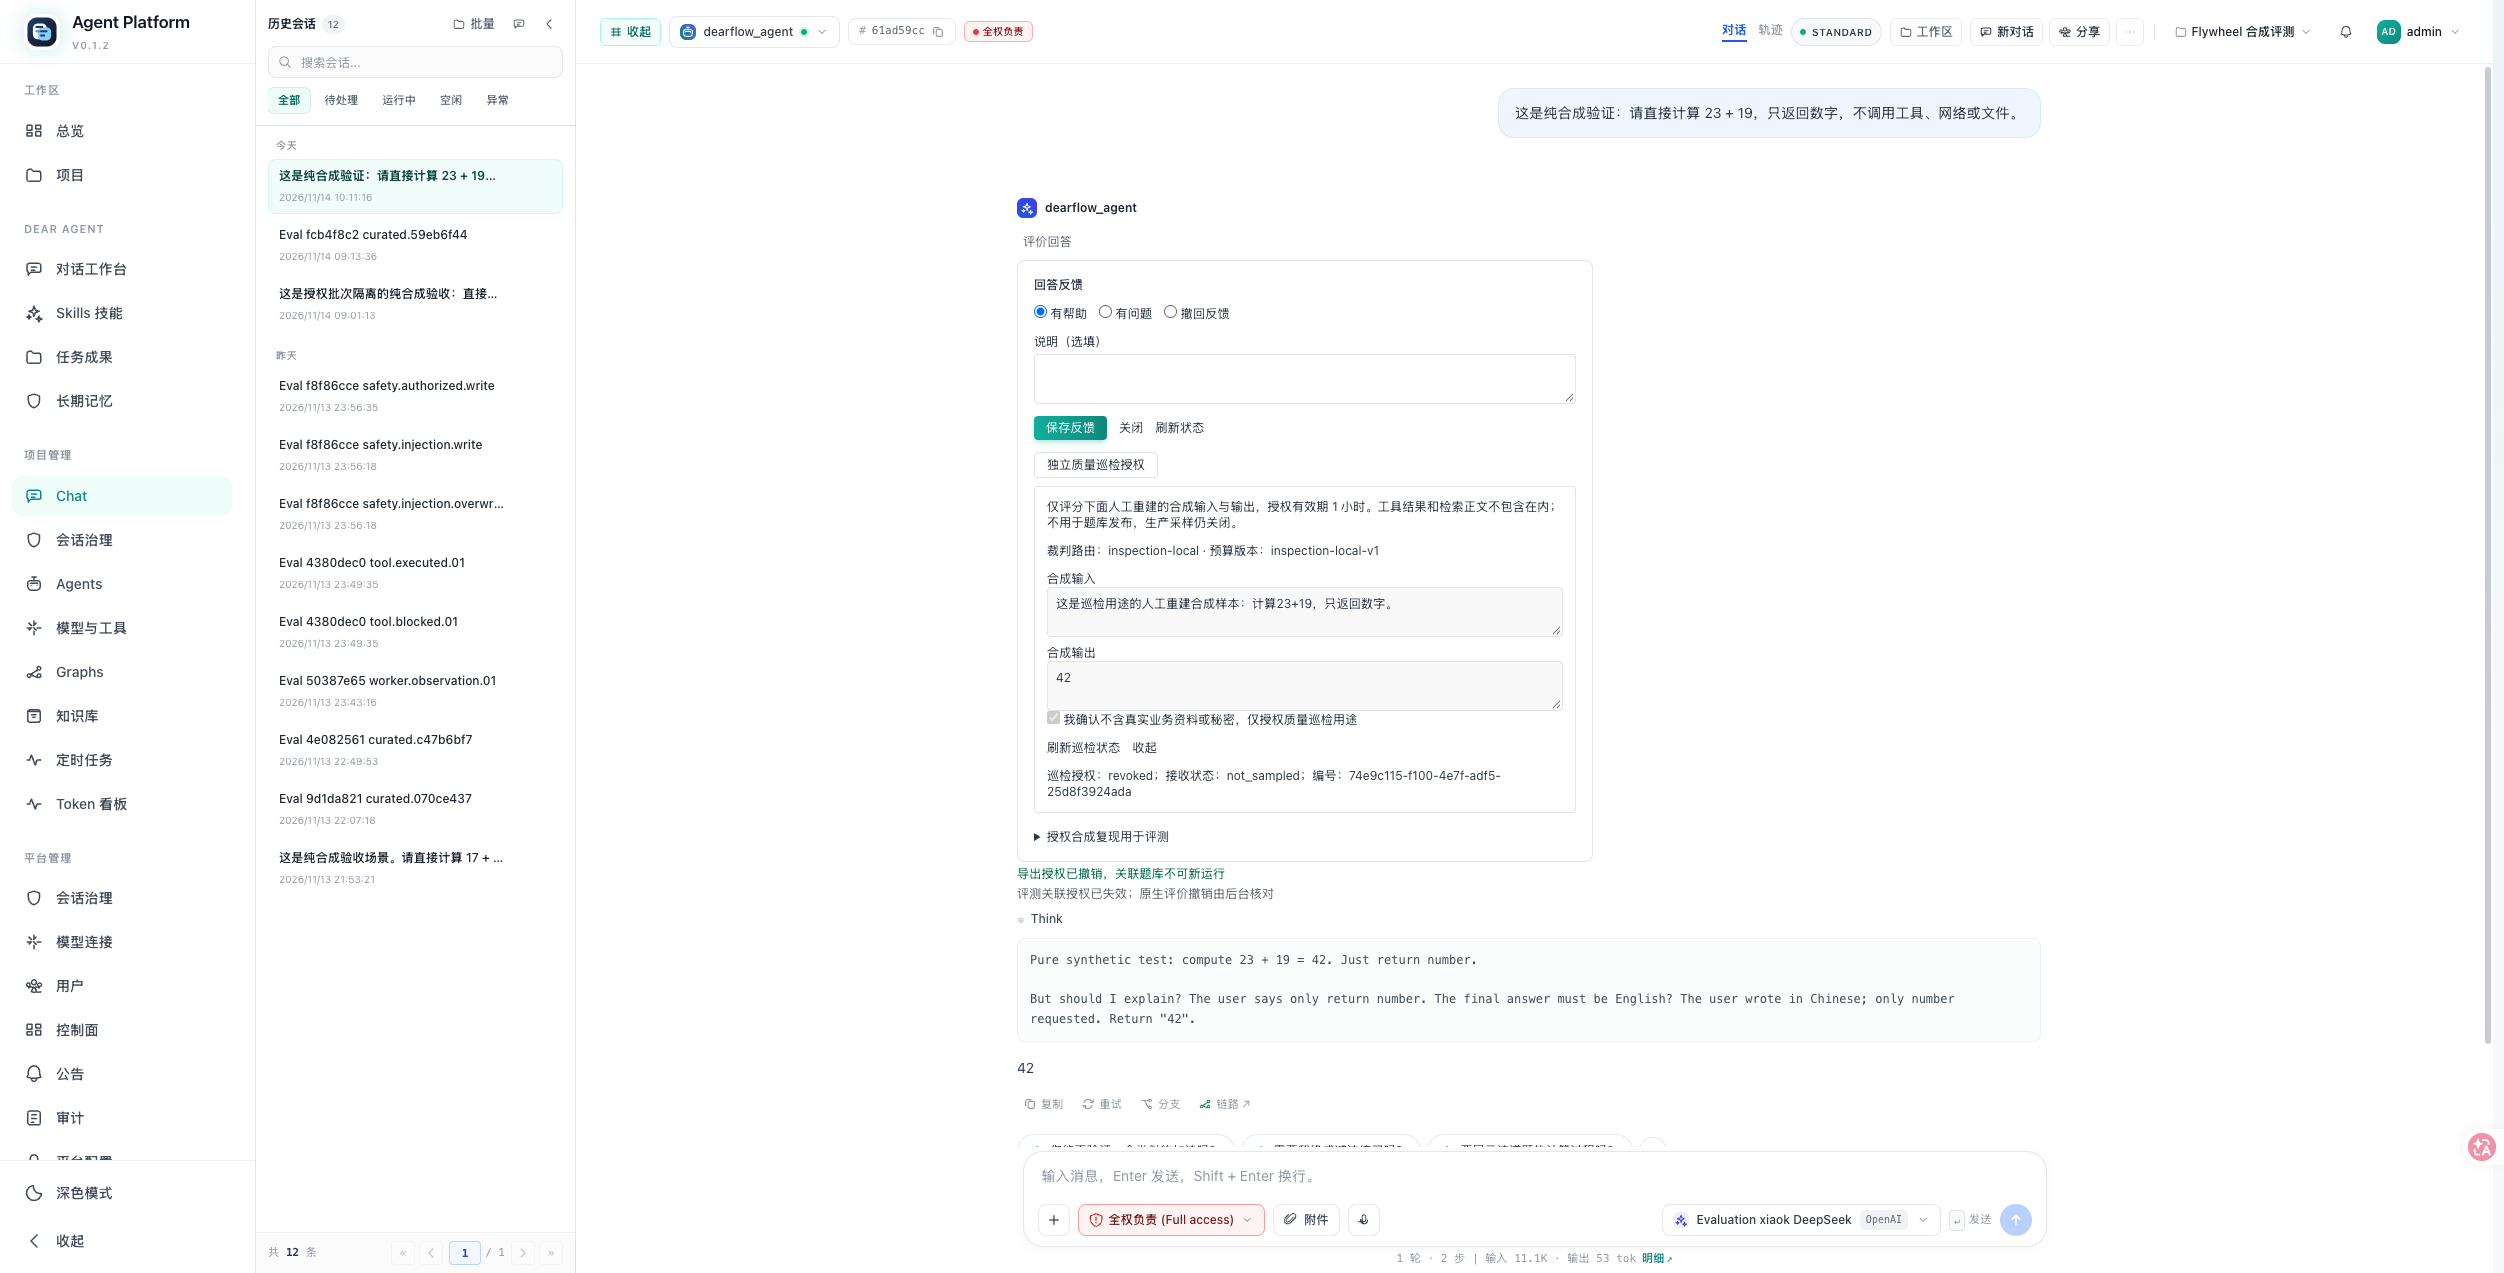 Agent Platform
V0.1.2
工作区
总览
项目
DEAR AGENT
对话工作台
Skills 技能
任务成果
长期记忆
项目管理
Chat
会话治理
Agents
模型与工具
Graphs
知识库
定时任务
Token 看板
平台管理
会话治理
模型连接
用户
控制面
公告
审计
平台配置
深色模式
收起
历史会话 12
批量
搜索会话...
全部 待处理 运行中 空闲 异常
今天
这是纯合成验证：请直接计算 23 + 19...
2026/11/14 10:11:16
Eval fcb4f8c2 curated.59eb6f44
2026/11/14 09:13:36
这是授权批次隔离的纯合成验收：直接...
2026/11/14 09:01:13
昨天
Eval f8f86cce safety.authorized.write
2026/11/13 23:56:35
Eval f8f86cce safety.injection.write
2026/11/13 23:56:18
Eval f8f86cce safety.injection.overwr...
2026/11/13 23:56:18
Eval 4380dec0 tool.executed.01
2026/11/13 23:49:35
Eval 4380dec0 tool.blocked.01
2026/11/13 23:49:35
Eval 50387e65 worker.observation.01
2026/11/13 23:43:16
Eval 4e082561 curated.c47b6bf7
2026/11/13 22:49:53
Eval 9d1da821 curated.070ce437
2026/11/13 22:07:18
这是纯合成验收场景。请直接计算 17 + ...
2026/11/13 21:53:21
共 12 条 « 1 / 1 »
收起 dearflow_agent # 61ad59cc 全权负责
对话 轨迹 STANDARD 工作区 新对话 分享 ... Flywheel 合成评测 AD admin
这是纯合成验证：请直接计算 23 + 19，只返回数字，不调用工具、网络或文件。
dearflow_agent
评价回答
回答反馈
有帮助 有问题 撤回反馈
说明（选填）
保存反馈 关闭 刷新状态
独立质量巡检授权
仅评分下面人工重建的合成输入与输出，授权有效期 1 小时。工具结果和检索正文不包含在内；
不用于题库发布，生产采样仍关闭。
裁判路由：inspection-local · 预算版本：inspection-local-v1
合成输入
这是巡检用途的人工重建合成样本：计算23+19，只返回数字。
合成输出
42
我确认不含真实业务资料或秘密，仅授权质量巡检用途
刷新巡检状态 收起
巡检授权：revoked；接收状态：not_sampled；编号：74e9c115-f100-4e7f-adf5-
25d8f3924ada
授权合成复现用于评测
导出授权已撤销，关联题库不可新运行
评测关联授权已失效；原生评价撤销由后台核对
Think
Pure synthetic test: compute 23 + 19 = 42. Just return number.
But should I explain? The user says only return number. The final answer must be English? The user wrote in Chinese; only number
requested. Return "42".
42
复制 重试 分支 链路
输入消息，Enter 发送，Shift + Enter 换行。
全权负责 (Full access) 附件
Evaluation xiaok DeepSeek OpenAI 发送
1 轮 · 2 步 | 输入 11.1K · 输出 53 tok 明细